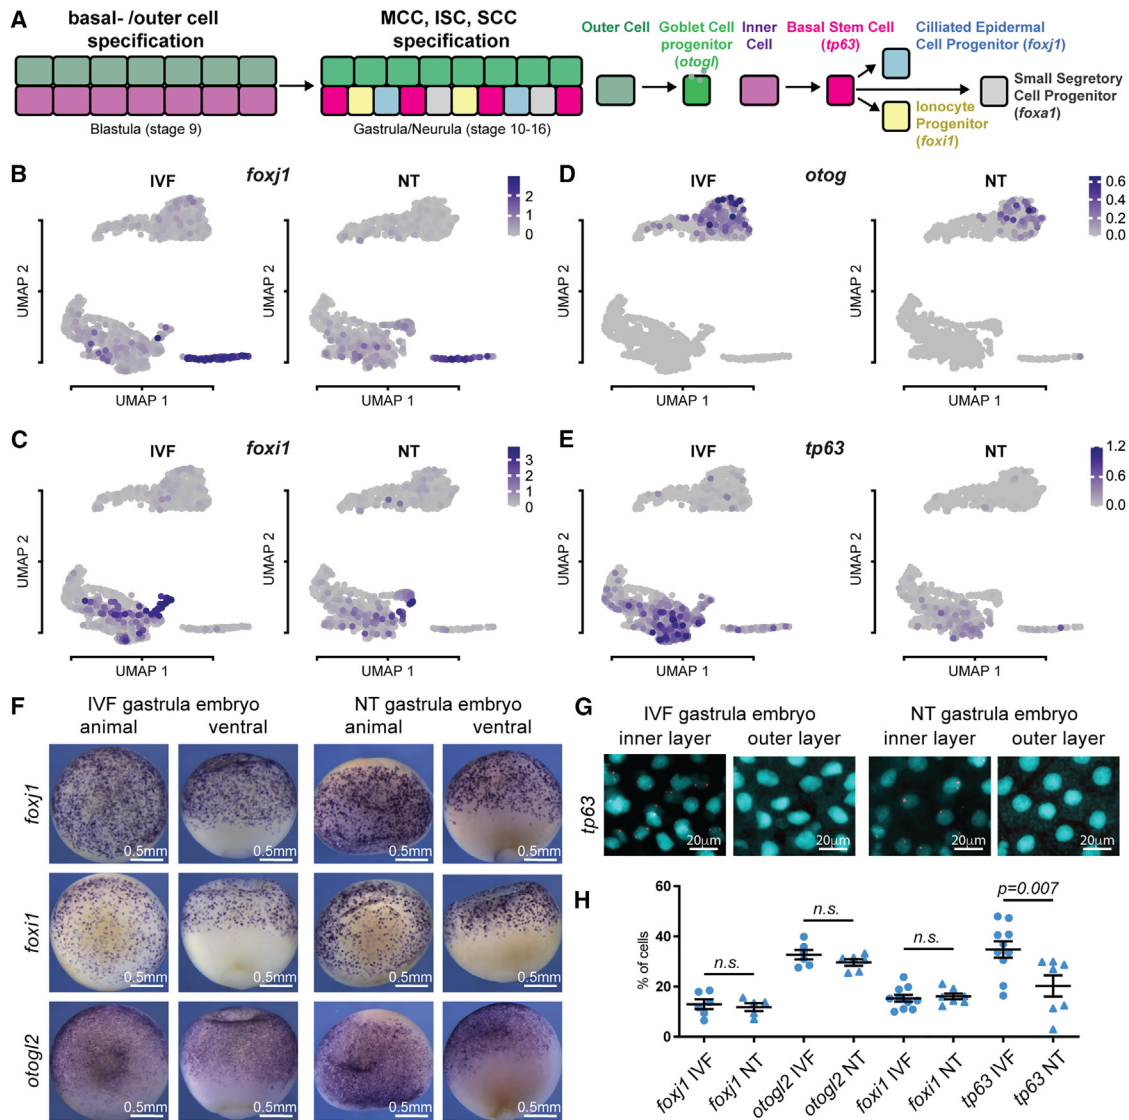 A
basal- /outer cell
specification
Blastula (stage 9)
MCC, ISC, SCC
specification
Gastrula/Neurula (stage 10-16)
Outer Cell
Goblet Cell
progenitor
(otogl)
Inner
Cell
Basal Stem Cell
(tp63)
Cilliated Epidermal
Cell Progenitor (foxj1)
Small Segretory
Cell Progenitor
(foxa1)
Ionocyte
Progenitor
(foxi1)
B
IVF
foxj1
NT
2
1
0
UMAP 2
UMAP 2
UMAP 1
UMAP 1
D
IVF
otog
NT
0.6
0.4
0.2
0.0
UMAP 2
UMAP 2
UMAP 1
UMAP 1
C
IVF
foxi1
NT
3
2
1
0
UMAP 2
UMAP 2
UMAP 1
UMAP 1
E
IVF
tp63
NT
1.2
0.6
0.0
UMAP 2
UMAP 2
UMAP 1
UMAP 1
F
IVF gastrula embryo
animal ventral
NT gastrula embryo
animal ventral
foxj1
0.5mm 0.5mm 0.5mm 0.5mm
foxi1
0.5mm 0.5mm 0.5mm 0.5mm
otogl2
0.5mm 0.5mm 0.5mm 0.5mm
G
IVF gastrula embryo
inner layer outer layer
NT gastrula embryo
inner layer outer layer
tp63
20µm 20µm 20µm 20µm
H
% of cells
60
40
20
0
n.s.
n.s.
n.s.
p=0.007
foxj1 IVF
foxj1 NT
otogl2 IVF
otogl2 NT
foxi1 IVF
foxi1 NT
tp63 IVF
tp63 NT